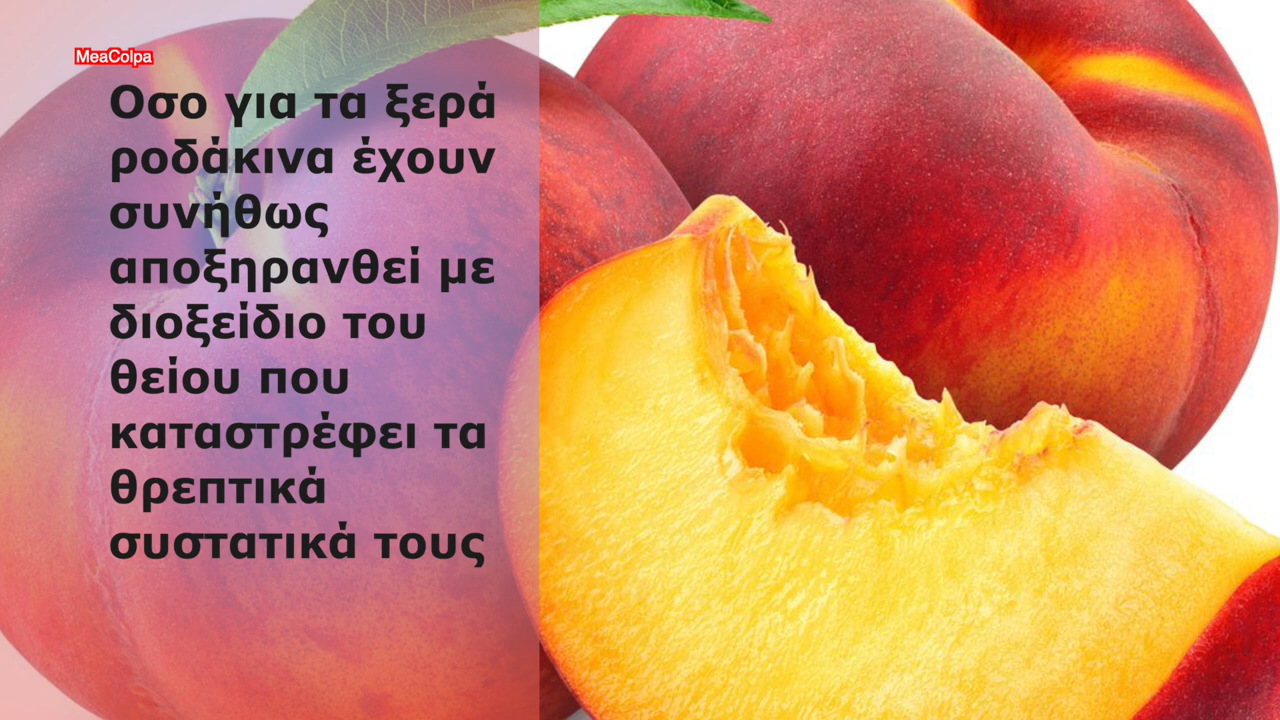 MeaColpa
Οσο για τα ξερά
ροδάκινα έχουν
συνήθως
αποξηρανθεί με
διοξείδιο του
θείου που
καταστρέφει τα
θρεπτικά
συστατικά τους